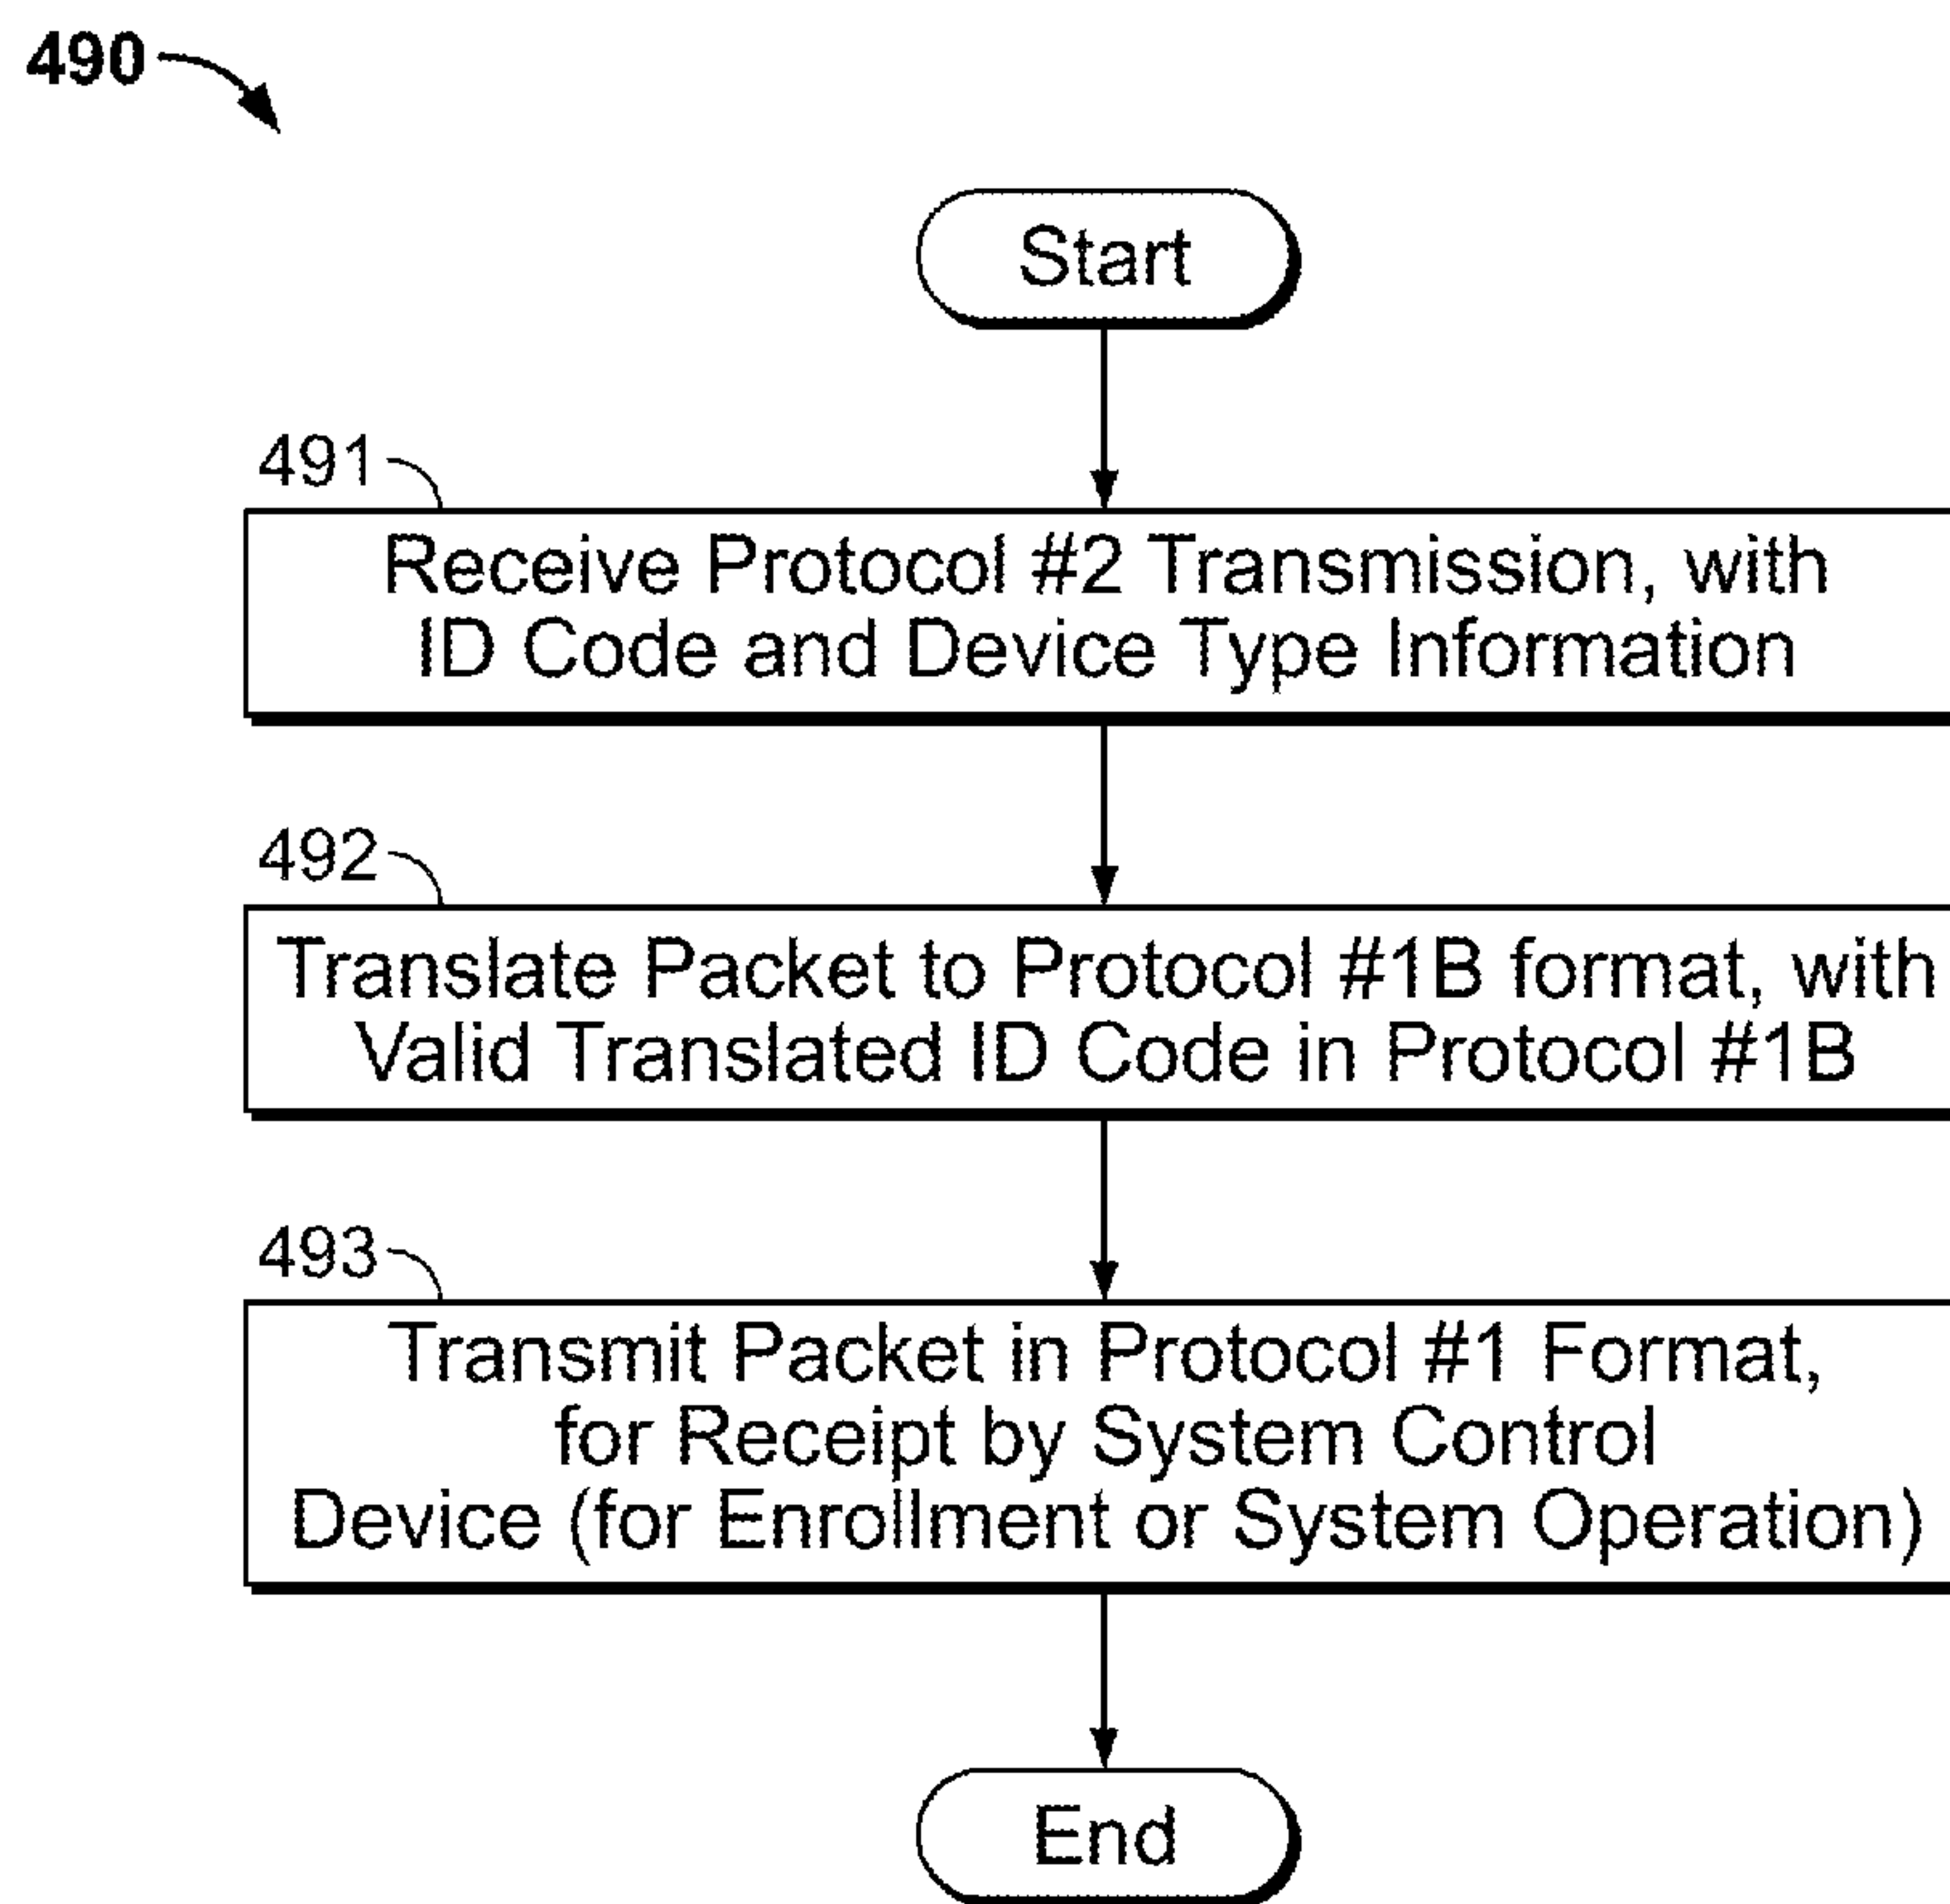 490
Start
491
Receive Protocol #2 Transmission, with
ID Code and Device Type Information
492
Translate Packet to Protocol #1B format, with
Valid Translated ID Code in Protocol #1B
493
Transmit Packet in Protocol #1 Format,
for Receipt by System Control
Device (for Enrollment or System Operation)
End